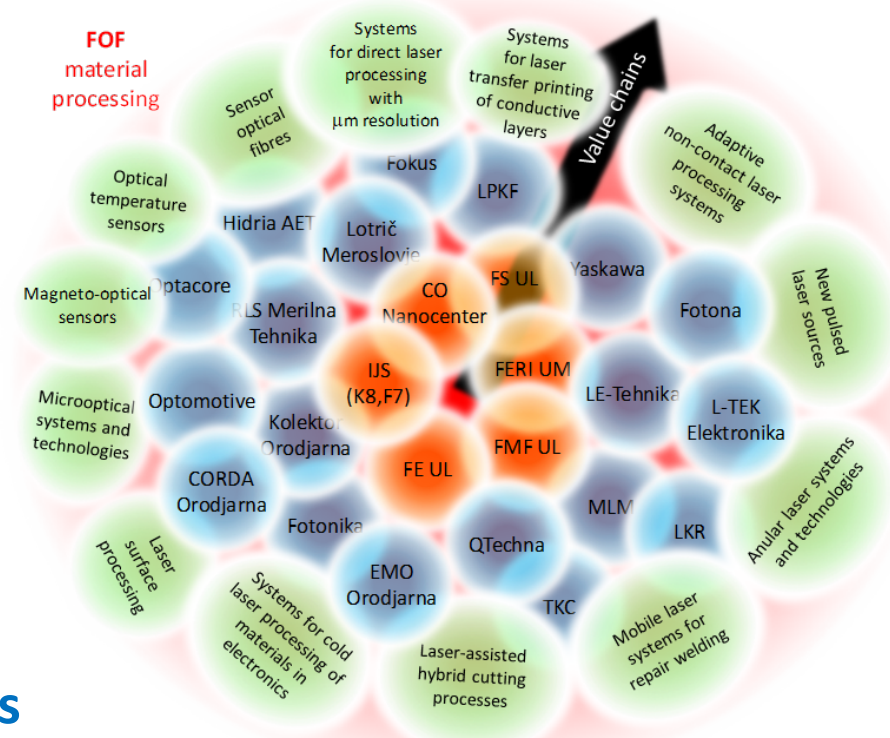 FOF
material
processing
Systems
for direct laser
processing
with
µm resolution
Systems
for laser
transfer printing
of conductive
layers
Value chains
Sensor
optical
fibres
Adaptive
non-contact laser
processing
systems
Optical
temperature
sensors
Fokus
LPKF
Hidria AET
Lotrič
Meroslovje
Yaskawa
FS UL
Optacore
Magneto-optical
sensors
CO
Nanocenter
RLS Merilna
Tehnika
Fotona
New pulsed
laser sources
IJS
(K8,F7)
FERI UM
LE-Tehnika
Microoptical
systems and
technologies
Optomotive
L-TEK
Elektronika
Kolektor
Orodjarna
FE UL
FMF UL
CORDA
Orodjarna
Anular laser systems
and technologies
Fotonika
MLM
LKR
QTechna
Laser
surface
processing
EMO
Orodjarna
TKC
Systems for cold
laser processing of
materials in
electronics
Laser-assisted
hybrid cutting
processes
Mobile laser
systems for
repair welding
s